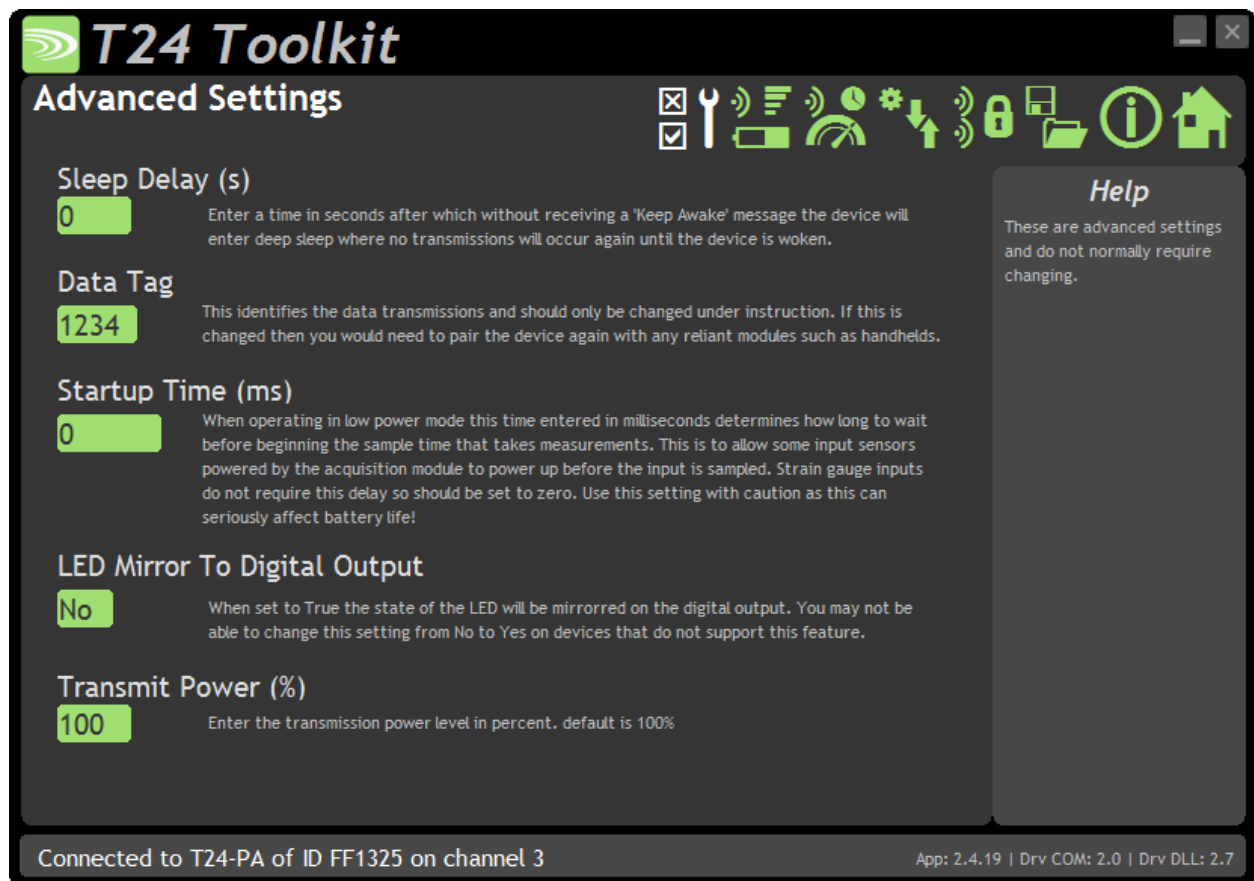 T24 Toolkit
Advanced Settings
Sleep Delay (s)
0
Enter a time in seconds after which without receiving a 'Keep Awake' message the device will
enter deep sleep where no transmissions will occur again until the device is woken.
Data Tag
1234
This identifies the data transmissions and should only be changed under instruction. If this is
changed then you would need to pair the device again with any reliant modules such as handhelds.
Startup Time (ms)
0
When operating in low power mode this time entered in milliseconds determines how long to wait
before beginning the sample time that takes measurements. This is to allow some input sensors
powered by the acquisition module to power up before the input is sampled. Strain gauge inputs
do not require this delay so should be set to zero. Use this setting with caution as this can
seriously affect battery life!
LED Mirror To Digital Output
No
When set to True the state of the LED will be mirrorred on the digital output. You may not be
able to change this setting from No to Yes on devices that do not support this feature.
Transmit Power (%)
100
Enter the transmission power level in percent. default is 100%
Help
These are advanced settings
and do not normally require
changing.
Connected to T24-PA of ID FF1325 on channel 3
App: 2.4.19 | Drv COM: 2.0 | Drv DLL: 2.7